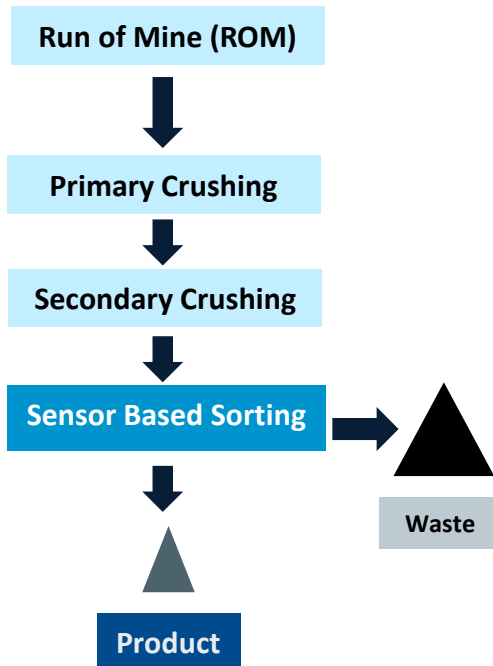 Run of Mine (ROM)
Primary Crushing
Secondary Crushing
Sensor Based Sorting
Waste
Product